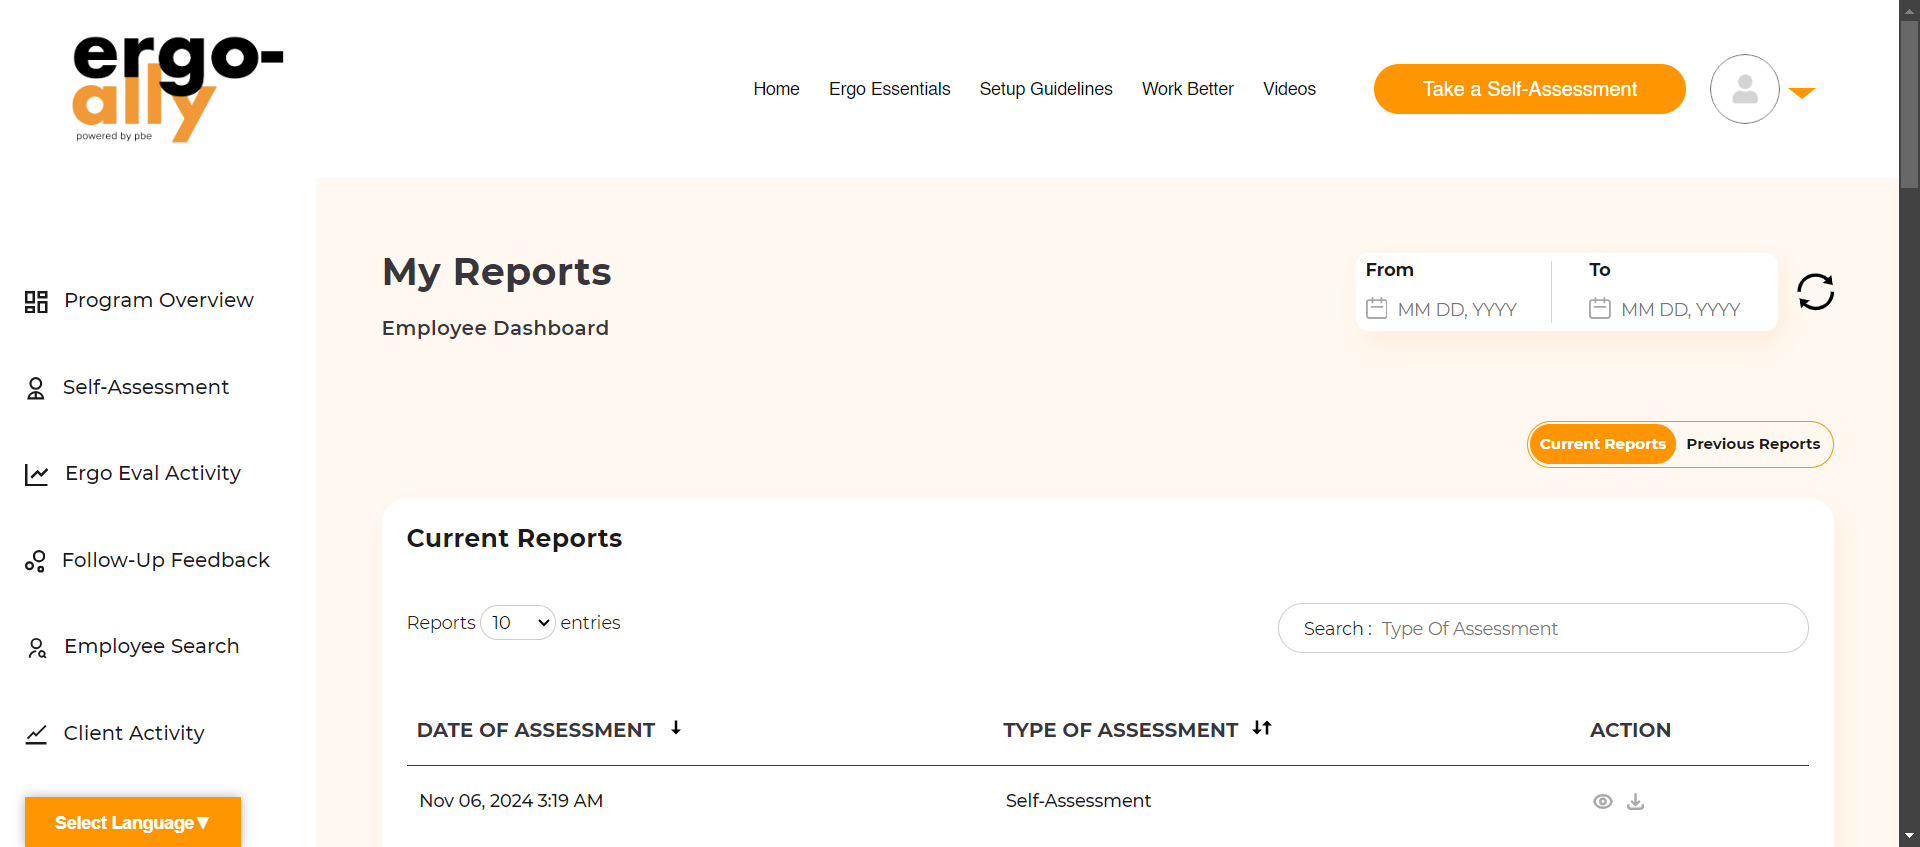 ergo-
ally
powered by pbe
Home Ergo Essentials Setup Guidelines Work Better Videos Take a Self-Assessment
Program Overview
Self-Assessment
Ergo Eval Activity
Follow-Up Feedback
Employee Search
Client Activity
Select Language▼
My Reports
Employee Dashboard
From To
MM DD, YYYY MM DD, YYYY
Current Reports Previous Reports
Current Reports
Reports 10 entries
Search : Type Of Assessment
DATE OF ASSESSMENT TYPE OF ASSESSMENT ACTION
Nov 06, 2024 3:19 AM Self-Assessment